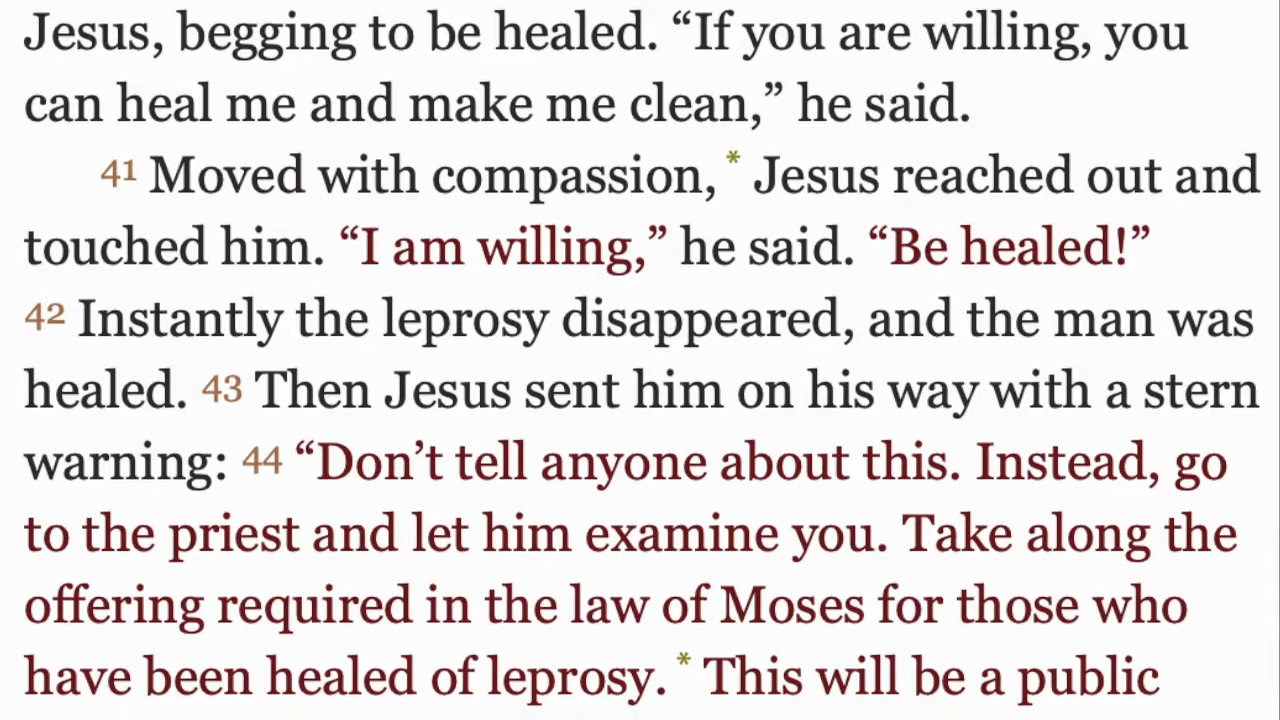 Jesus, begging to be healed. “If you are willing, you
can heal me and make me clean,” he said.
41 Moved with compassion, * Jesus reached out and
touched him. “I am willing,” he said. “Be healed!”
42 Instantly the leprosy disappeared, and the man was
healed. 43 Then Jesus sent him on his way with a stern
warning: 44 “Don’t tell anyone about this. Instead, go
to the priest and let him examine you. Take along the
offering required in the law of Moses for those who
have been healed of leprosy. * This will be a public